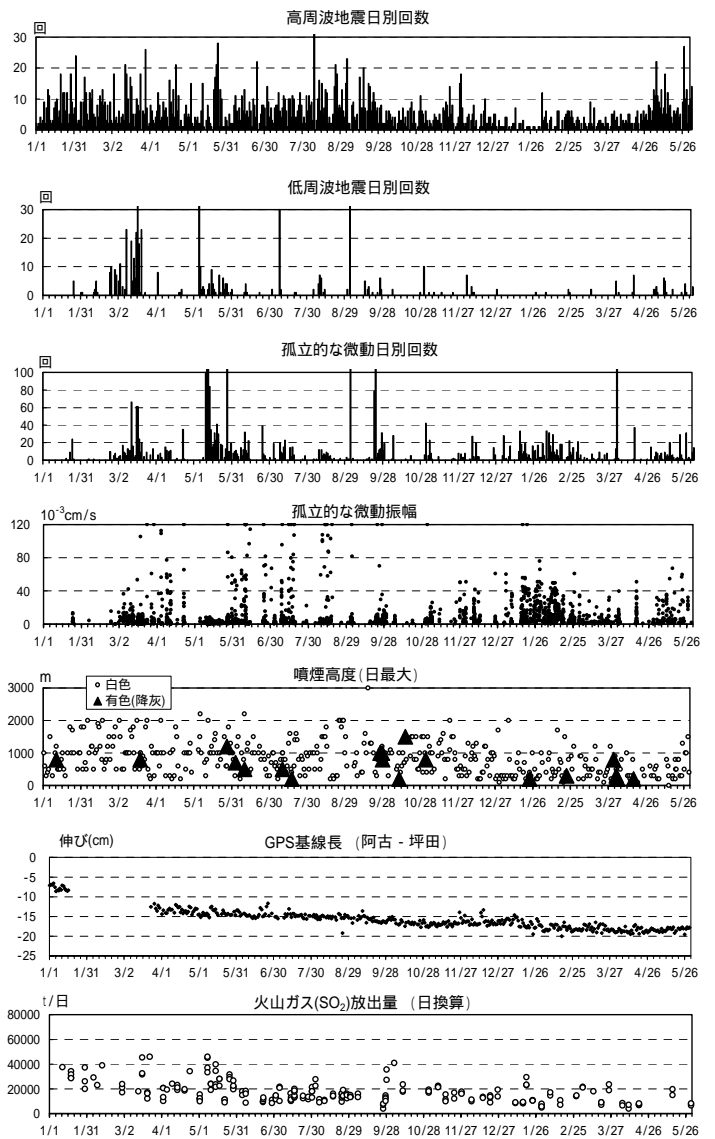 高周波地震日別回数
回
30
20
10
0
1/1 1/31 3/2 4/1 5/1 5/31 6/30 7/30 8/29 9/28 10/28 11/27 12/27 1/26 2/25 3/27 4/26 5/26
低周波地震日別回数
回
30
20
10
0
1/1 1/31 3/2 4/1 5/1 5/31 6/30 7/30 8/29 9/28 10/28 11/27 12/27 1/26 2/25 3/27 4/26 5/26
孤立的な微動日別回数
回
100
80
60
40
20
0
1/1 1/31 3/2 4/1 5/1 5/31 6/30 7/30 8/29 9/28 10/28 11/27 12/27 1/26 2/25 3/27 4/26 5/26
孤立的な微動振幅
10⁻³cm/s
120
80
40
0
1/1 1/31 3/2 4/1 5/1 5/31 6/30 7/30 8/29 9/28 10/28 11/27 12/27 1/26 2/25 3/27 4/26 5/26
噴煙高度(日最大)
m
白色
有色(降灰)
3000
2000
1000
0
1/1 1/31 3/2 4/1 5/1 5/31 6/30 7/30 8/29 9/28 10/28 11/27 12/27 1/26 2/25 3/27 4/26 5/26
伸び(cm) GPS基線長 (阿古 - 坪田)
0
-5
-10
-15
-20
-25
1/1 1/31 3/2 4/1 5/1 5/31 6/30 7/30 8/29 9/28 10/28 11/27 12/27 1/26 2/25 3/27 4/26 5/26
t/日 火山ガス(SO₂)放出量 (日換算)
80000
60000
40000
20000
0
1/1 1/31 3/2 4/1 5/1 5/31 6/30 7/30 8/29 9/28 10/28 11/27 12/27 1/26 2/25 3/27 4/26 5/26